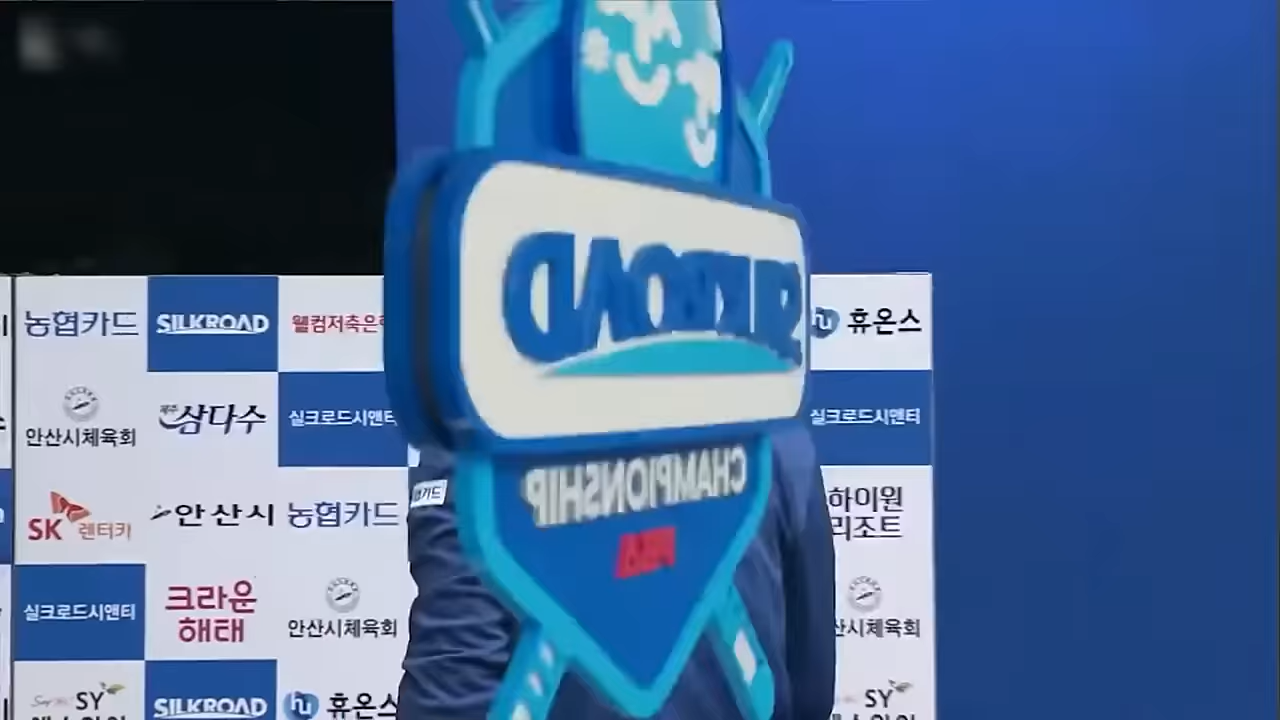 SILKROAD
CHAMPIONSHIP
PBA
농협카드
SILKROAD
웰컴저축은행
휴온스
안산시체육회
제주 삼다수
실크로드시앤티
실크로드시앤티
SK 렌터카
안산시
농협카드
하이원
리조트
실크로드시앤티
크라운
해태
안산시체육회
안산시체육회
SY
SILKROAD
휴온스
SY